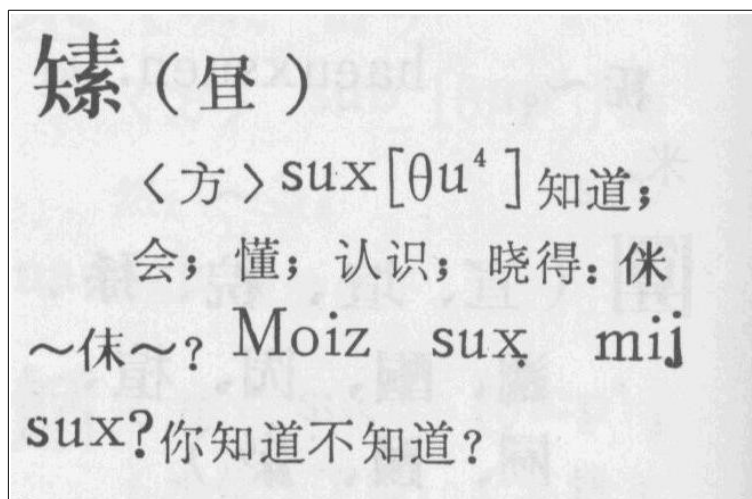 (昼)
〈方〉sux[θu⁴]知道;
会;懂;认识;晓得:侎
~佅~?Moiz sux mij
sux?你知道不知道?